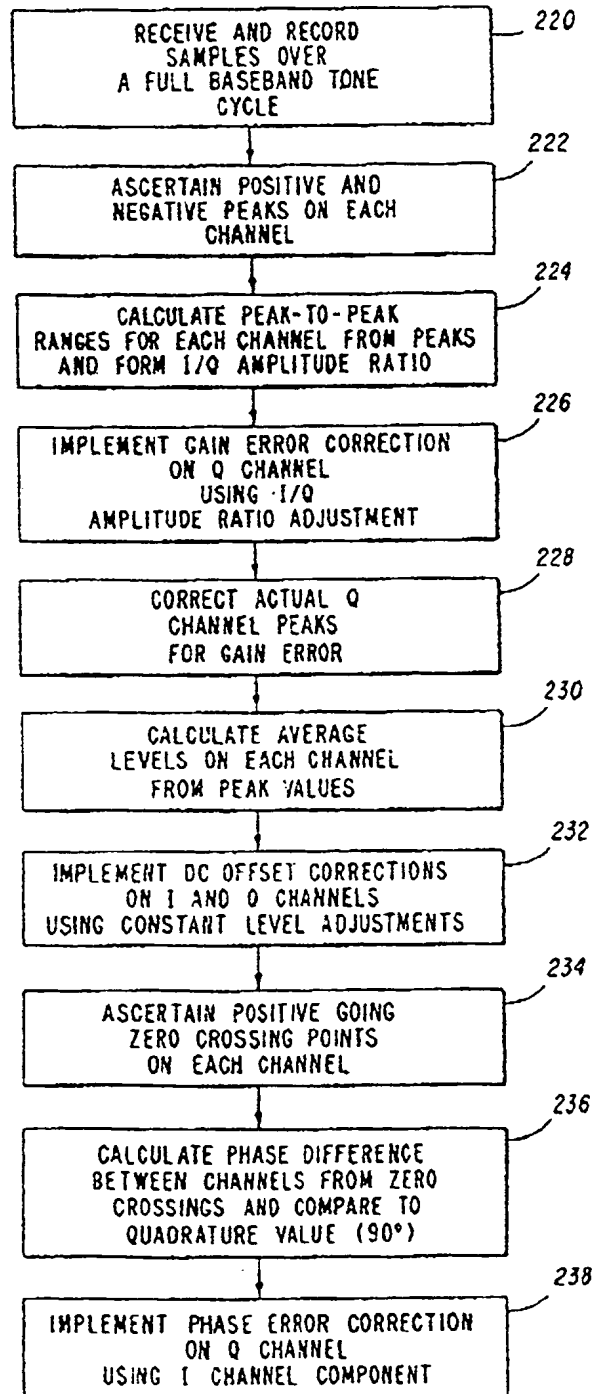 220
RECEIVE AND RECORD
SAMPLES OVER
A FULL BASEBAND TONE
CYCLE
222
ASCERTAIN POSITIVE AND
NEGATIVE PEAKS ON EACH
CHANNEL
224
CALCULATE PEAK-TO-PEAK
RANGES FOR EACH CHANNEL FROM PEAKS
AND FORM I/Q AMPLITUDE RATIO
226
IMPLEMENT GAIN ERROR CORRECTION
ON Q CHANNEL
USING I/Q
AMPLITUDE RATIO ADJUSTMENT
228
CORRECT ACTUAL Q
CHANNEL PEAKS
FOR GAIN ERROR
230
CALCULATE AVERAGE
LEVELS ON EACH CHANNEL
FROM PEAK VALUES
232
IMPLEMENT DC OFFSET CORRECTIONS
ON I AND Q CHANNELS
USING CONSTANT LEVEL ADJUSTMENTS
234
ASCERTAIN POSITIVE GOING
ZERO CROSSING POINTS
ON EACH CHANNEL
236
CALCULATE PHASE DIFFERENCE
BETWEEN CHANNELS FROM ZERO
CROSSINGS AND COMPARE TO
QUADRATURE VALUE (90°)
238
IMPLEMENT PHASE ERROR CORRECTION
ON Q CHANNEL
USING I CHANNEL COMPONENT